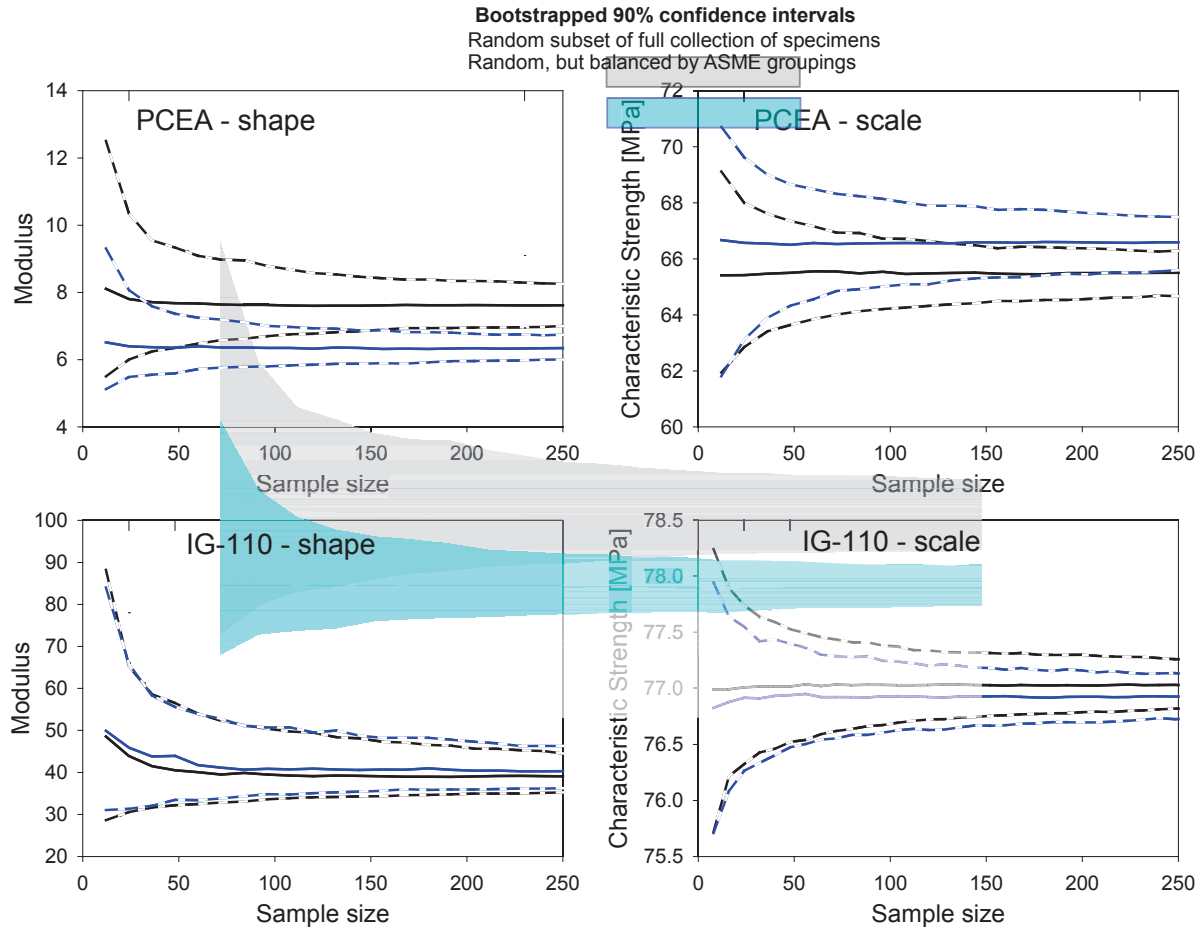 Bootstrapped 90% confidence intervals
Random subset of full collection of specimens
Random, but balanced by ASME groupings
PCEA - shape
Modulus
14
12
10
8
6
4
0 50 100 150 200 250
Sample size
PCEA - scale
Characteristic Strength [MPa]
72
70
68
66
64
62
60
0 50 100 150 200 250
Sample size
IG-110 - shape
Modulus
100
90
80
70
60
50
40
30
20
0 50 100 150 200 250
Sample size
IG-110 - scale
Characteristic Strength [MPa]
78.5
78.0
77.5
77.0
76.5
76.0
75.5
0 50 100 150 200 250
Sample size